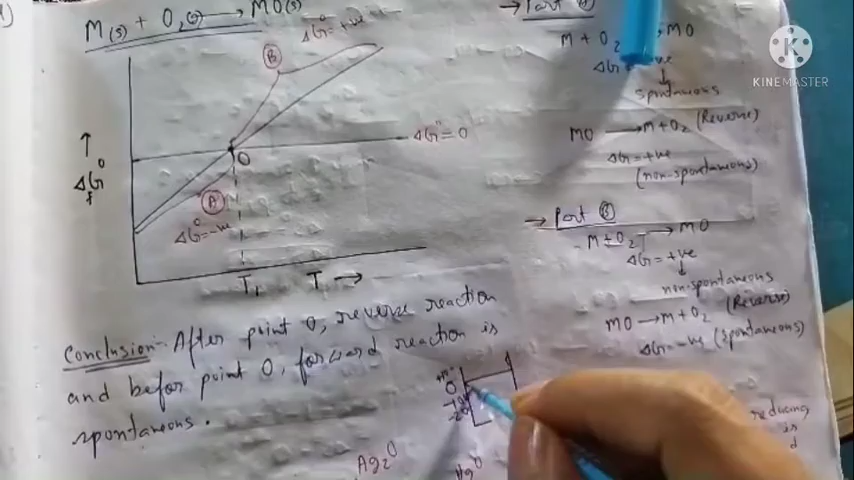 M(s) + O₂(g) → MO(s)
ΔG°=+ve
B
O
ΔG°=0
↑
ΔG°f
A
ΔG°=-ve
T₁ T →
Conclusion- After point O, reverse reaction
and befor point O, forward reaction is
spontaneous.
→ Part
M + O₂ MO
ΔG=-ve
↓
spontaneous
MO → M + O₂ (Reverse)
ΔG=+ve
(non-spontaneous)
→ Part B
M + O₂ → MO
ΔG=+ve
↓
non-spontaneous
MO → M + O₂ (Reverse)
ΔG=-ve (spontaneous)
O
Ag₂O
reducing
is
d
KINEMASTER